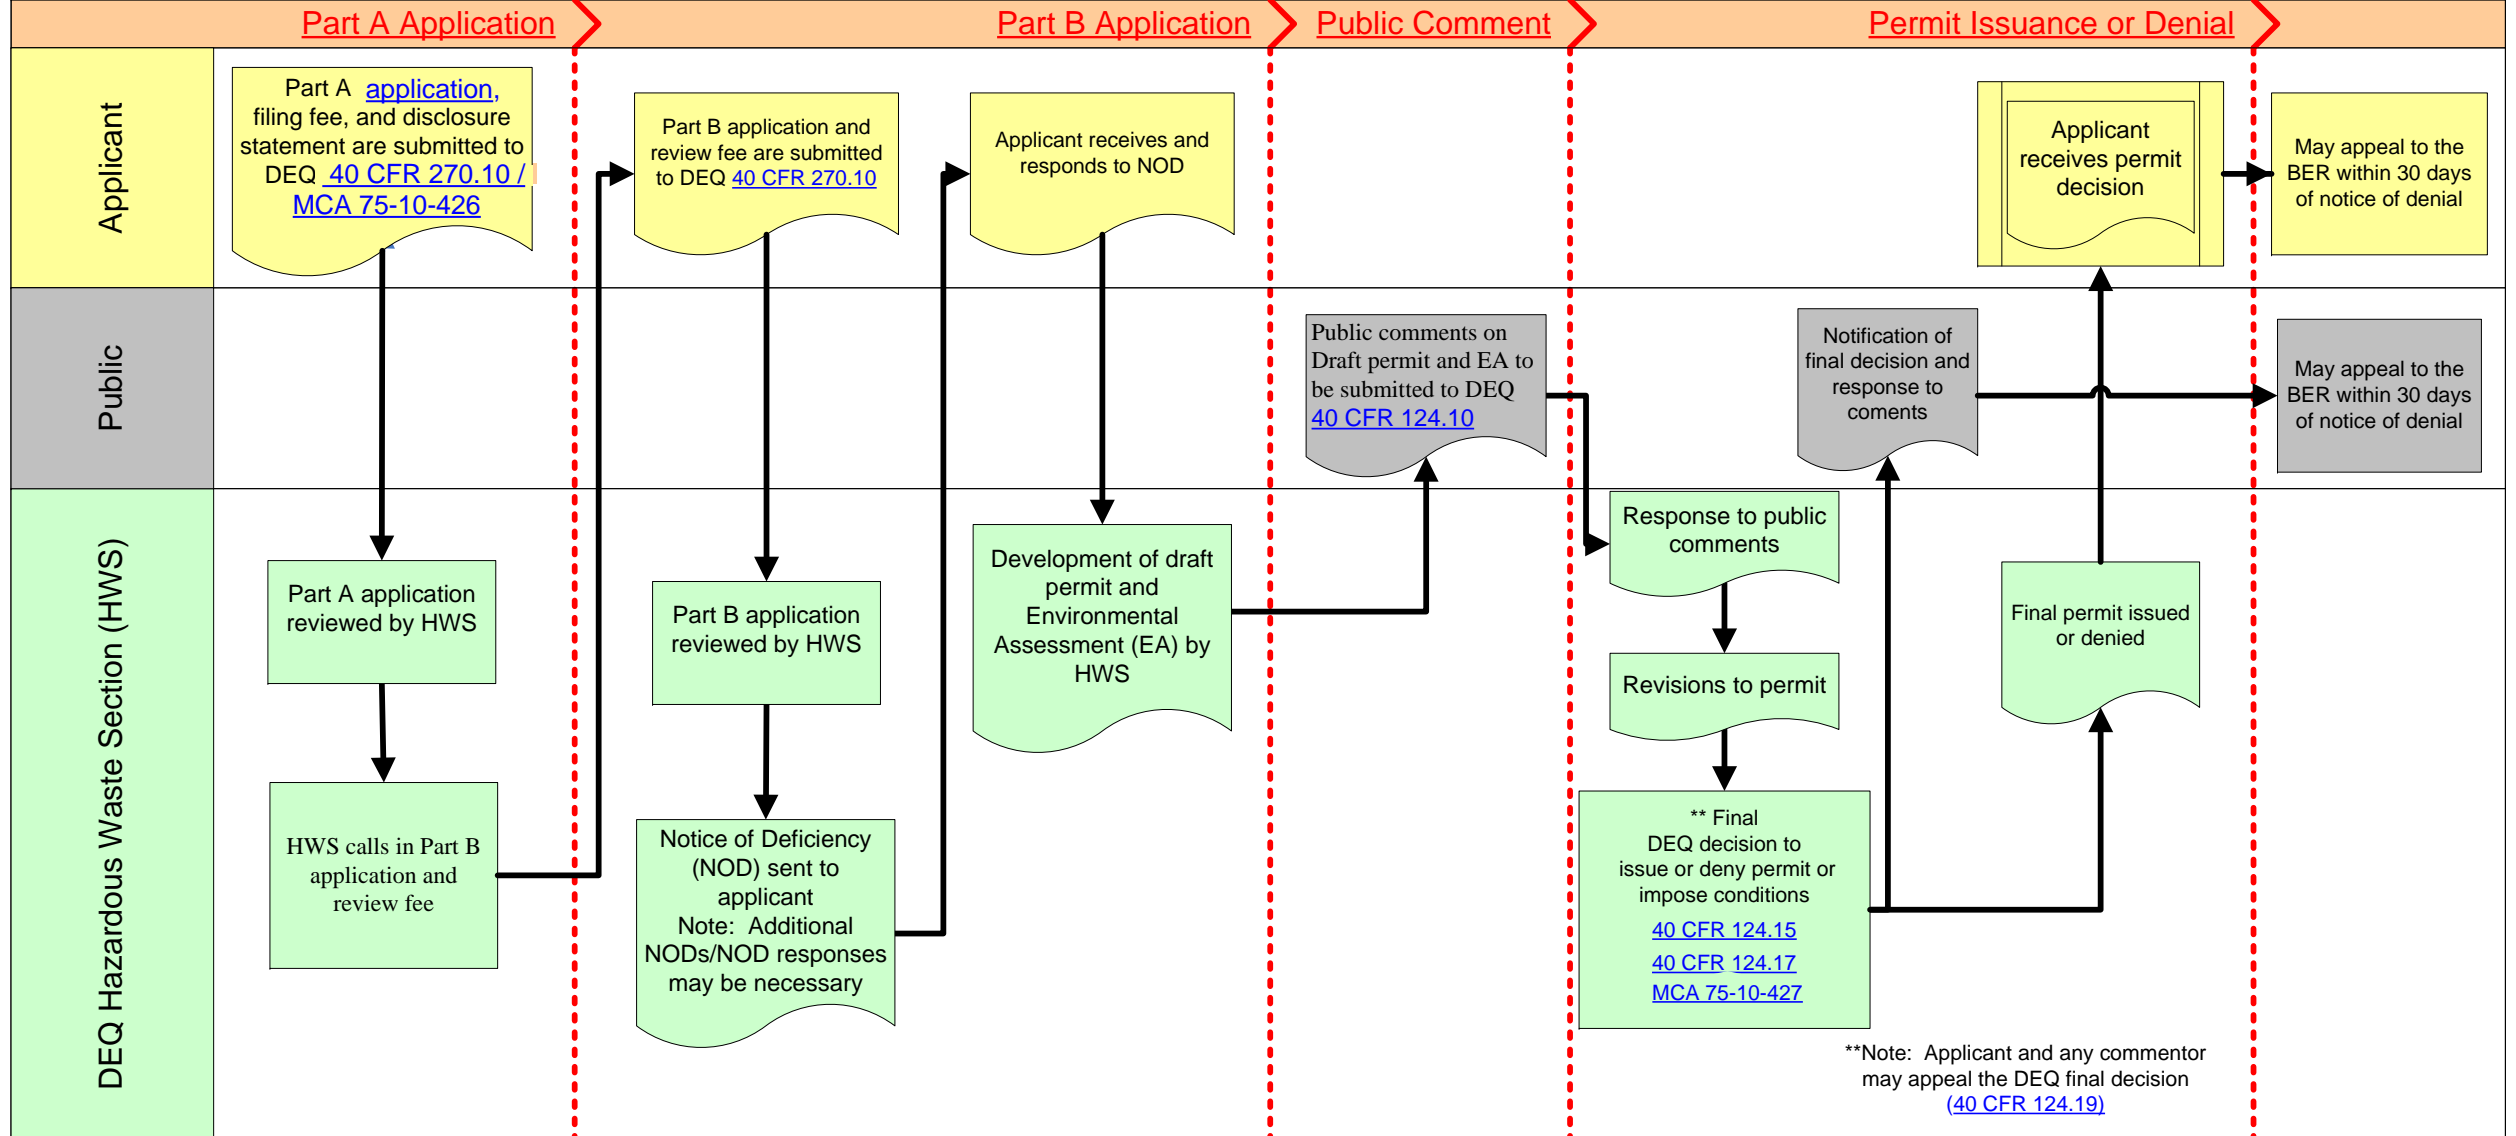 Part A Application
Part B Application
Public Comment
Permit Issuance or Denial
Applicant
Part A application,
filing fee, and disclosure
statement are submitted to
DEQ 40 CFR 270.10 /
MCA 75-10-426
Part B application and
review fee are submitted
to DEQ 40 CFR 270.10
Applicant receives and
responds to NOD
Applicant
receives permit
decision
May appeal to the
BER within 30 days
of notice of denial
Public
Public comments on
Draft permit and EA to
be submitted to DEQ
40 CFR 124.10
Notification of
final decision and
response to
coments
May appeal to the
BER within 30 days
of notice of denial
DEQ Hazardous Waste Section (HWS)
Part A application
reviewed by HWS
HWS calls in Part B
application and
review fee
Part B application
reviewed by HWS
Notice of Deficiency
(NOD) sent to
applicant
Note: Additional
NODs/NOD responses
may be necessary
Development of draft
permit and
Environmental
Assessment (EA) by
HWS
Response to public
comments
Revisions to permit
** Final
DEQ decision to
issue or deny permit or
impose conditions
40 CFR 124.15
40 CFR 124.17
MCA 75-10-427
Final permit issued
or denied
**Note: Applicant and any commentor
may appeal the DEQ final decision
(40 CFR 124.19)